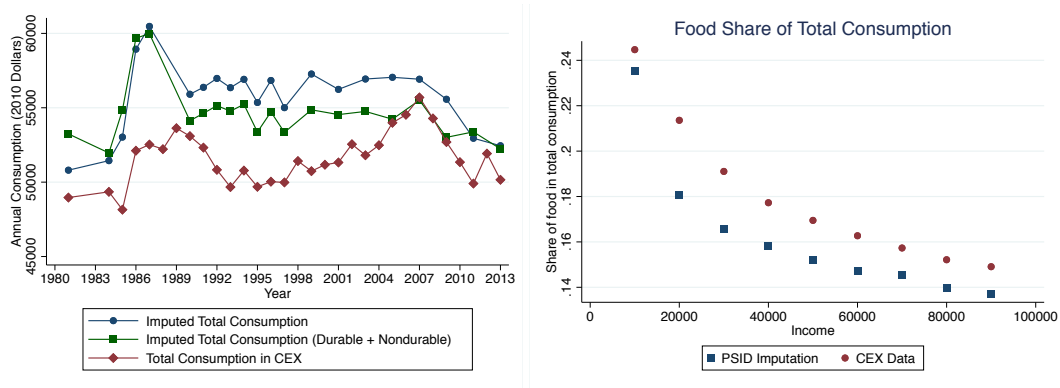 Annual Consumption (2010 Dollars)
60000
55000
50000
45000
1980 1983 1986 1989 1992 1995 1998 2001 2004 2007 2010 2013
Year
Imputed Total Consumption
Imputed Total Consumption (Durable + Nondurable)
Total Consumption in CEX
Food Share of Total Consumption
Share of food in total consumption
.24
.22
.2
.18
.16
.14
0 20000 40000 60000 80000 100000
Income
PSID Imputation CEX Data